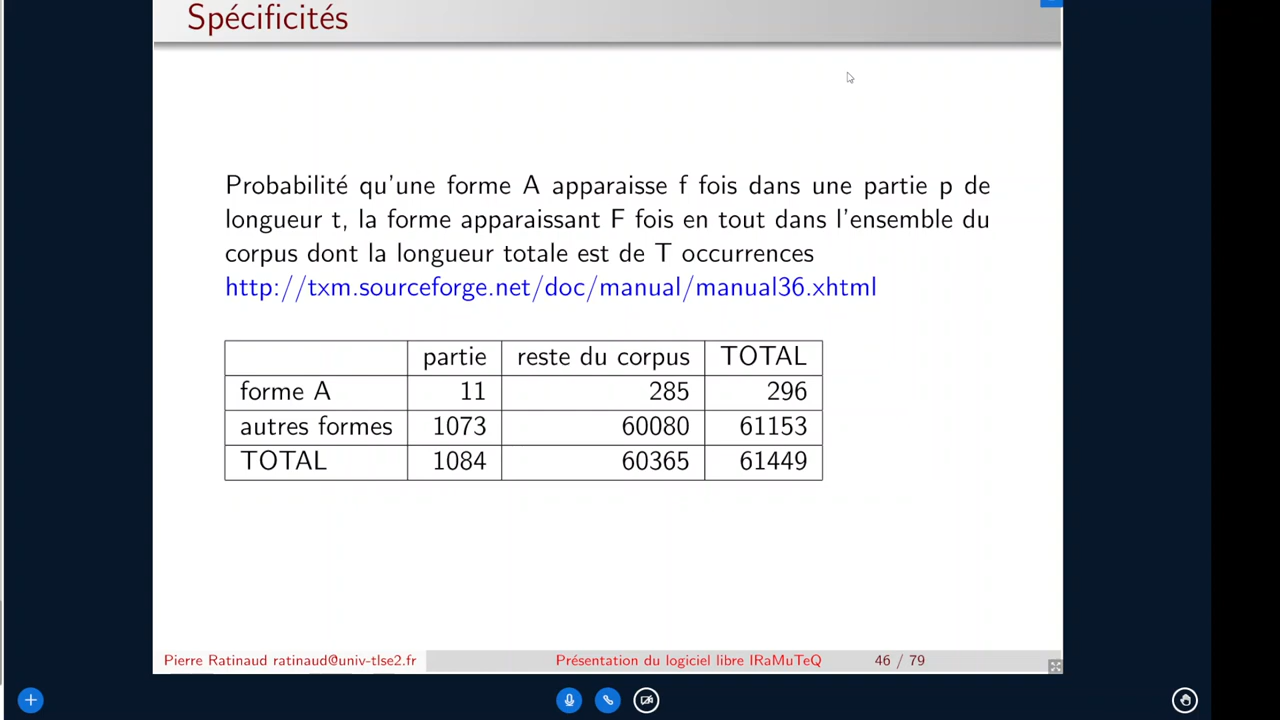 Spécificités
Probabilité qu'une forme A apparaisse f fois dans une partie p de
longueur t, la forme apparaissant F fois en tout dans l'ensemble du
corpus dont la longueur totale est de T occurrences
http://txm.sourceforge.net/doc/manual/manual36.xhtml
partie reste du corpus TOTAL
forme A 11 285 296
autres formes 1073 60080 61153
TOTAL 1084 60365 61449
Pierre Ratinaud ratinaud@univ-tlse2.fr Présentation du logiciel libre IRaMuTeQ 46 / 79